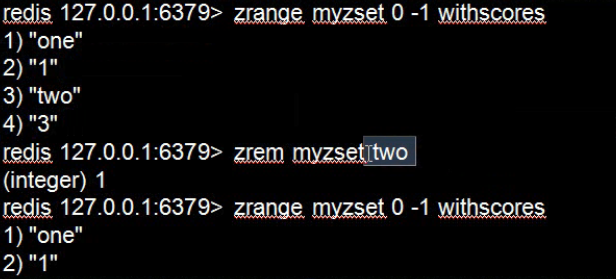 redis 127.0.0.1:6379> zrange myzset 0 -1 withscores
1) "one"
2) "1"
3) "two"
4) "3"
redis 127.0.0.1:6379> zrem myzset two
(integer) 1
redis 127.0.0.1:6379> zrange myzset 0 -1 withscores
1) "one"
2) "1"